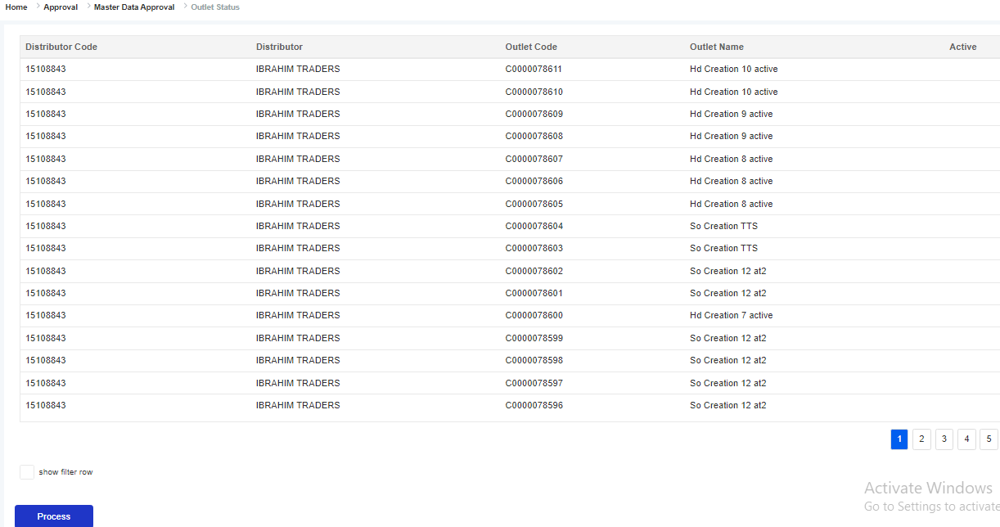 Home > Approval > Master Data Approval > Outlet Status
Distributor Code Distributor Outlet Code Outlet Name Active
15108843 IBRAHIM TRADERS C0000078611 Hd Creation 10 active
15108843 IBRAHIM TRADERS C0000078610 Hd Creation 10 active
15108843 IBRAHIM TRADERS C0000078609 Hd Creation 9 active
15108843 IBRAHIM TRADERS C0000078608 Hd Creation 9 active
15108843 IBRAHIM TRADERS C0000078607 Hd Creation 8 active
15108843 IBRAHIM TRADERS C0000078606 Hd Creation 8 active
15108843 IBRAHIM TRADERS C0000078605 Hd Creation 8 active
15108843 IBRAHIM TRADERS C0000078604 So Creation TTS
15108843 IBRAHIM TRADERS C0000078603 So Creation TTS
15108843 IBRAHIM TRADERS C0000078602 So Creation 12 at2
15108843 IBRAHIM TRADERS C0000078601 So Creation 12 at2
15108843 IBRAHIM TRADERS C0000078600 Hd Creation 7 active
15108843 IBRAHIM TRADERS C0000078599 So Creation 12 at2
15108843 IBRAHIM TRADERS C0000078598 So Creation 12 at2
15108843 IBRAHIM TRADERS C0000078597 So Creation 12 at2
15108843 IBRAHIM TRADERS C0000078596 So Creation 12 at2
1 2 3 4 5
show filter row
Activate Windows
Go to Settings to activate
Process